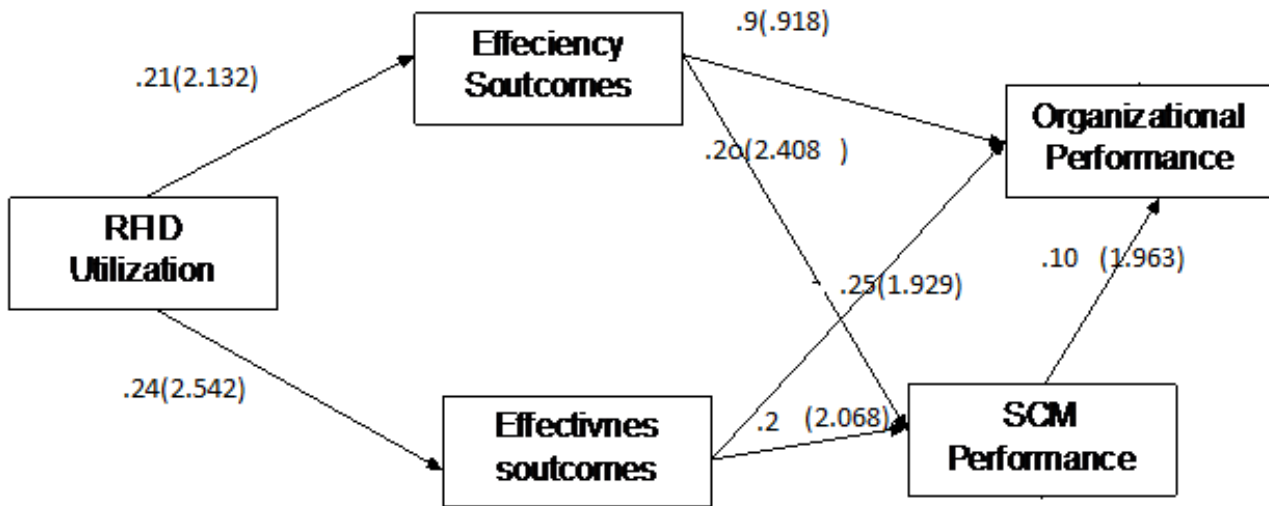 .9(.918)
Effeciency
Soutcomes
.21(2.132)
Organizational
Performance
.2o(2.408 )
RFID
Utilization
.10 (1.963)
.25(1.929)
.24(2.542)
Effectivnes
soutcomes
.2 (2.068)
SCM
Performance